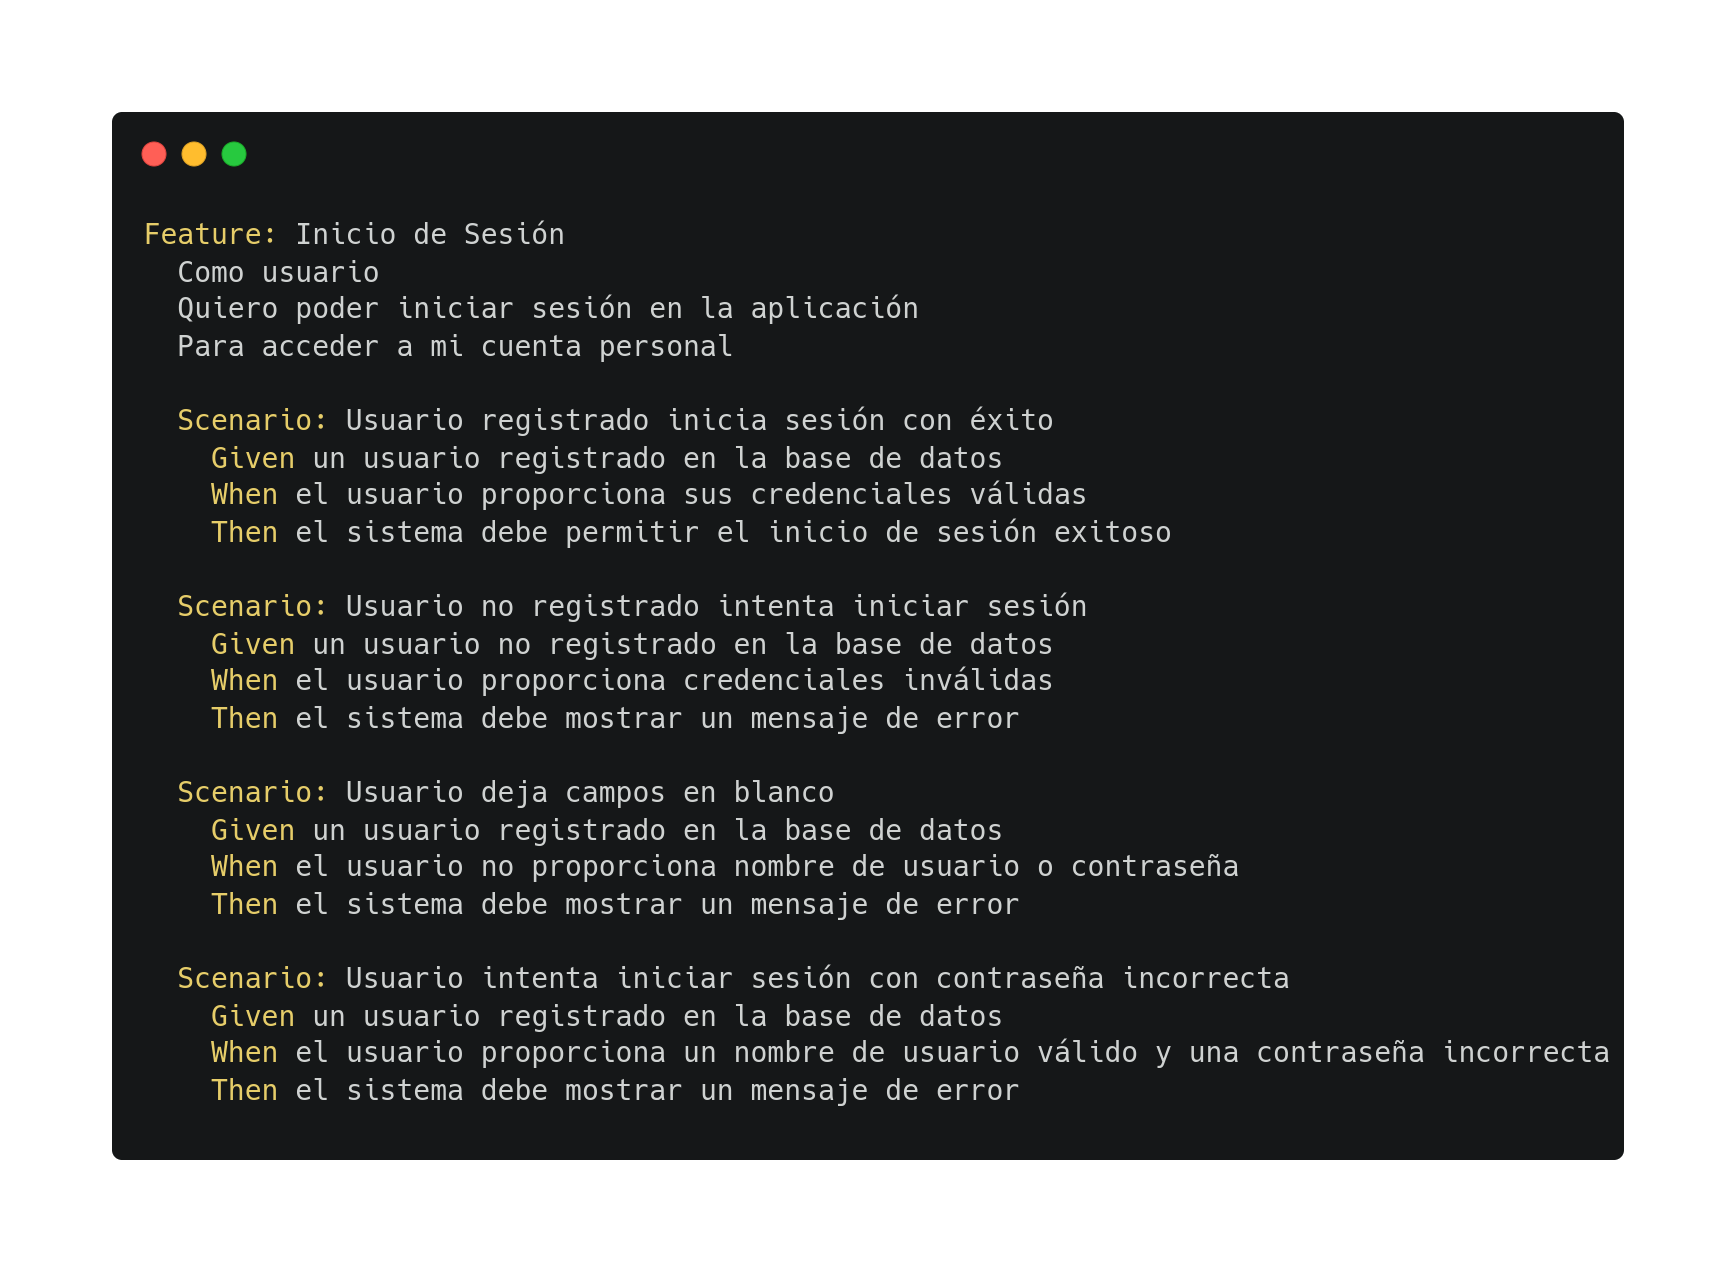 Feature: Inicio de Sesión
Como usuario
Quiero poder iniciar sesión en la aplicación
Para acceder a mi cuenta personal
Scenario: Usuario registrado inicia sesión con éxito
Given un usuario registrado en la base de datos
When el usuario proporciona sus credenciales válidas
Then el sistema debe permitir el inicio de sesión exitoso
Scenario: Usuario no registrado intenta iniciar sesión
Given un usuario no registrado en la base de datos
When el usuario proporciona credenciales inválidas
Then el sistema debe mostrar un mensaje de error
Scenario: Usuario deja campos en blanco
Given un usuario registrado en la base de datos
When el usuario no proporciona nombre de usuario o contraseña
Then el sistema debe mostrar un mensaje de error
Scenario: Usuario intenta iniciar sesión con contraseña incorrecta
Given un usuario registrado en la base de datos
When el usuario proporciona un nombre de usuario válido y una contraseña incorrecta
Then el sistema debe mostrar un mensaje de error